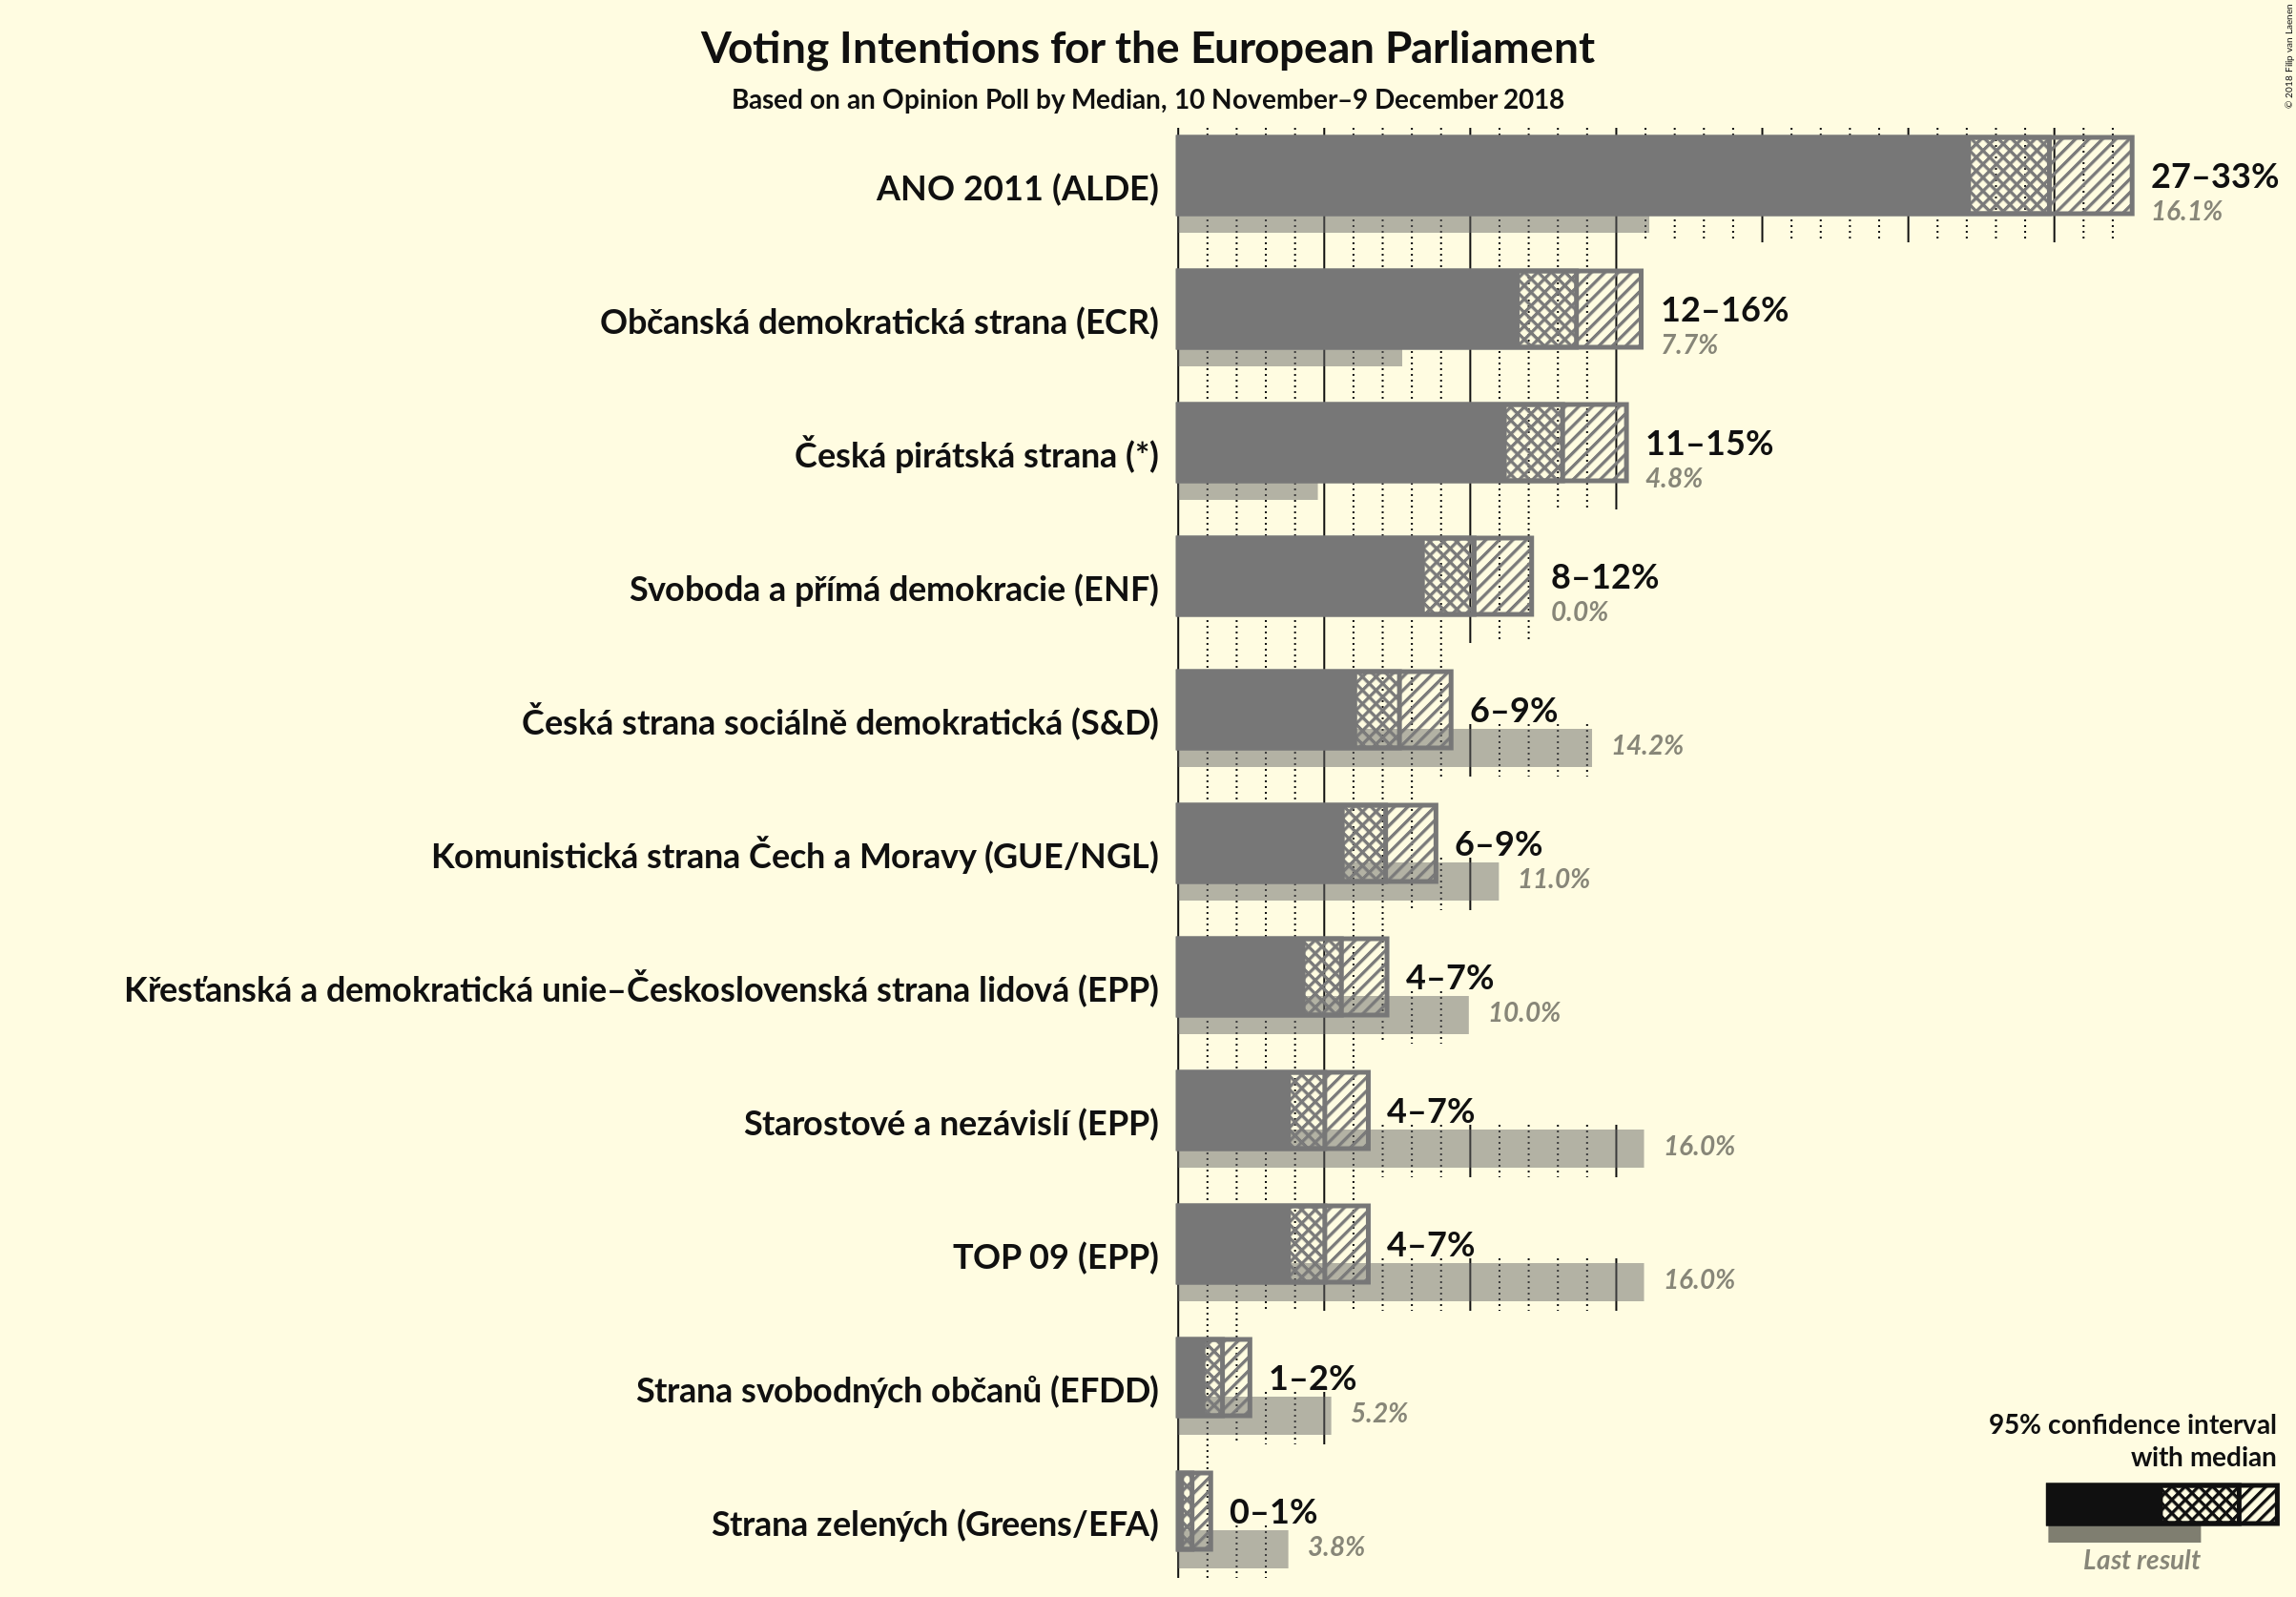 Voting Intentions for the European Parliament
Based on an Opinion Poll by Median, 10 November–9 December 2018
© 2018 Filip van Laenen
ANO 2011 (ALDE)
27–33%
16.1%
Občanská demokratická strana (ECR)
12–16%
7.7%
Česká pirátská strana (*)
11–15%
4.8%
Svoboda a přímá demokracie (ENF)
8–12%
0.0%
Česká strana sociálně demokratická (S&D)
6–9%
14.2%
Komunistická strana Čech a Moravy (GUE/NGL)
6–9%
11.0%
Křesťanská a demokratická unie–Československá strana lidová (EPP)
4–7%
10.0%
Starostové a nezávislí (EPP)
4–7%
16.0%
TOP 09 (EPP)
4–7%
16.0%
Strana svobodných občanů (EFDD)
1–2%
5.2%
Strana zelených (Greens/EFA)
0–1%
3.8%
95% confidence interval
with median
Last result